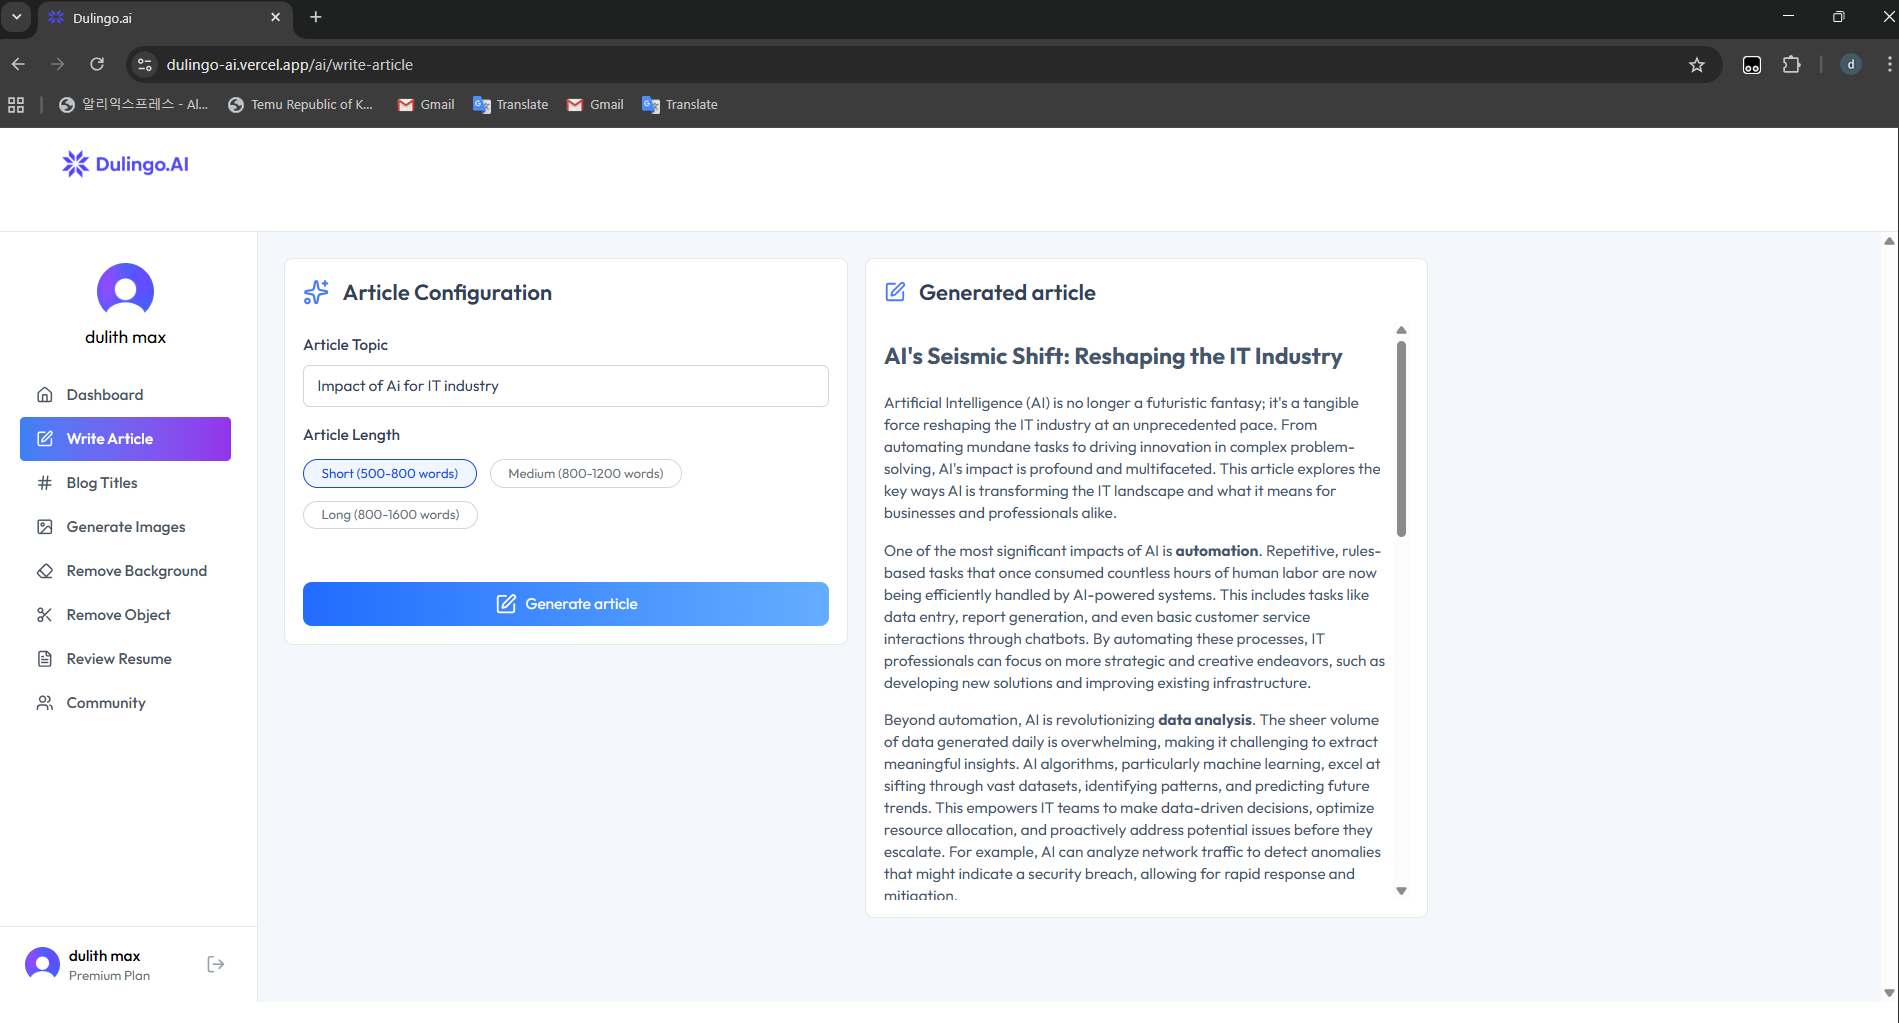 Dulingo.ai
dulingo-ai.vercel.app/ai/write-article
d
알리익스프레스 - Al...
Temu Republic of K...
Gmail
Translate
Gmail
Translate
Dulingo.AI
dulith max
Dashboard
Write Article
Blog Titles
Generate Images
Remove Background
Remove Object
Review Resume
Community
dulith max
Premium Plan
Article Configuration
Article Topic
Impact of Ai for IT industry
Article Length
Short (500-800 words)
Medium (800-1200 words)
Long (800-1600 words)
Generate article
Generated article
AI's Seismic Shift: Reshaping the IT Industry
Artificial Intelligence (AI) is no longer a futuristic fantasy; it's a tangible
force reshaping the IT industry at an unprecedented pace. From
automating mundane tasks to driving innovation in complex problem-
solving, AI's impact is profound and multifaceted. This article explores the
key ways AI is transforming the IT landscape and what it means for
businesses and professionals alike.
One of the most significant impacts of AI is automation. Repetitive, rules-
based tasks that once consumed countless hours of human labor are now
being efficiently handled by AI-powered systems. This includes tasks like
data entry, report generation, and even basic customer service
interactions through chatbots. By automating these processes, IT
professionals can focus on more strategic and creative endeavors, such as
developing new solutions and improving existing infrastructure.
Beyond automation, AI is revolutionizing data analysis. The sheer volume
of data generated daily is overwhelming, making it challenging to extract
meaningful insights. AI algorithms, particularly machine learning, excel at
sifting through vast datasets, identifying patterns, and predicting future
trends. This empowers IT teams to make data-driven decisions, optimize
resource allocation, and proactively address potential issues before they
escalate. For example, AI can analyze network traffic to detect anomalies
that might indicate a security breach, allowing for rapid response and
mitigation.